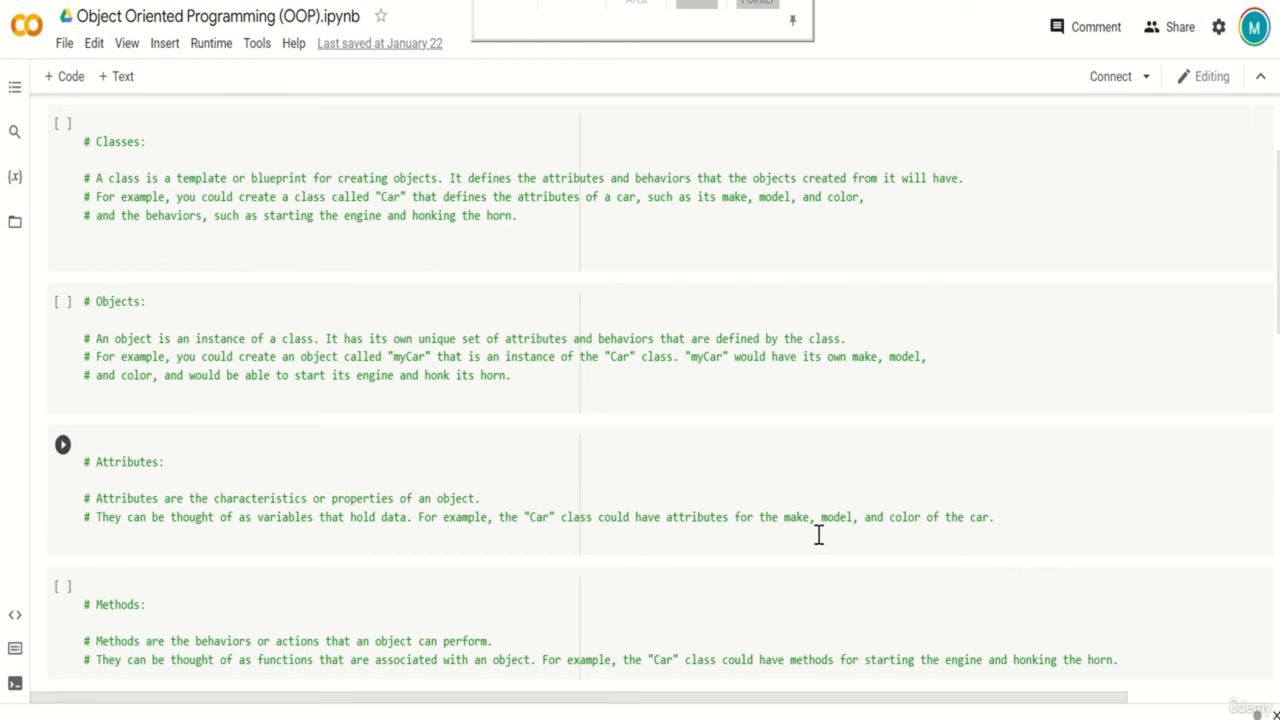 Object Oriented Programming (OOP).ipynb
Area
Pointer
File Edit View Insert Runtime Tools Help Last saved at January 22
Comment Share M
+ Code + Text
Connect Editing
[ ]
# Classes:
# A class is a template or blueprint for creating objects. It defines the attributes and behaviors that the objects created from it will have.
# For example, you could create a class called "Car" that defines the attributes of a car, such as its make, model, and color,
# and the behaviors, such as starting the engine and honking the horn.
[ ] # Objects:
# An object is an instance of a class. It has its own unique set of attributes and behaviors that are defined by the class.
# For example, you could create an object called "myCar" that is an instance of the "Car" class. "myCar" would have its own make, model,
# and color, and would be able to start its engine and honk its horn.
# Attributes:
# Attributes are the characteristics or properties of an object.
# They can be thought of as variables that hold data. For example, the "Car" class could have attributes for the make, model, and color of the car.
[ ]
# Methods:
# Methods are the behaviors or actions that an object can perform.
# They can be thought of as functions that are associated with an object. For example, the "Car" class could have methods for starting the engine and honking the horn.
ûdemy